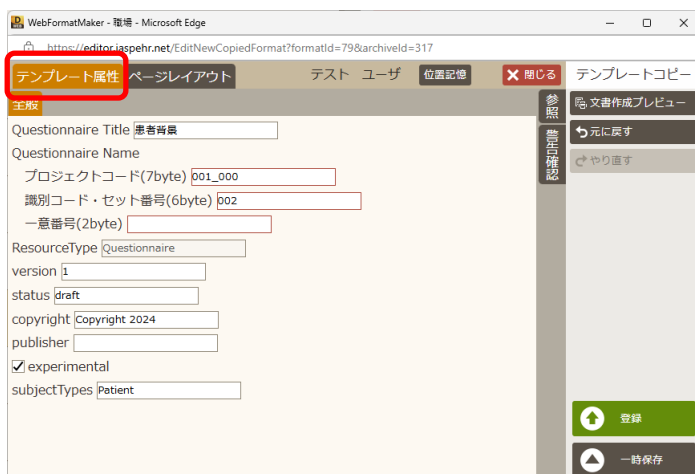 WebFormatMaker - 職場 - Microsoft Edge
https://editor.jaspehr.net/EditNewCopiedFormat?formatId=79&archiveId=317
テンプレート属性 ページレイアウト テスト ユーザ 位置記憶 閉じる テンプレートコピー
全般
参照
警告確認
文書作成プレビュー
元に戻す
やり直す
Questionnaire Title 患者背景
Questionnaire Name
プロジェクトコード(7byte) 001_000
識別コード・セット番号(6byte) 002
一意番号(2byte)
ResourceType Questionnaire
version 1
status draft
copyright Copyright 2024
publisher
experimental
subjectTypes Patient
登録
一時保存